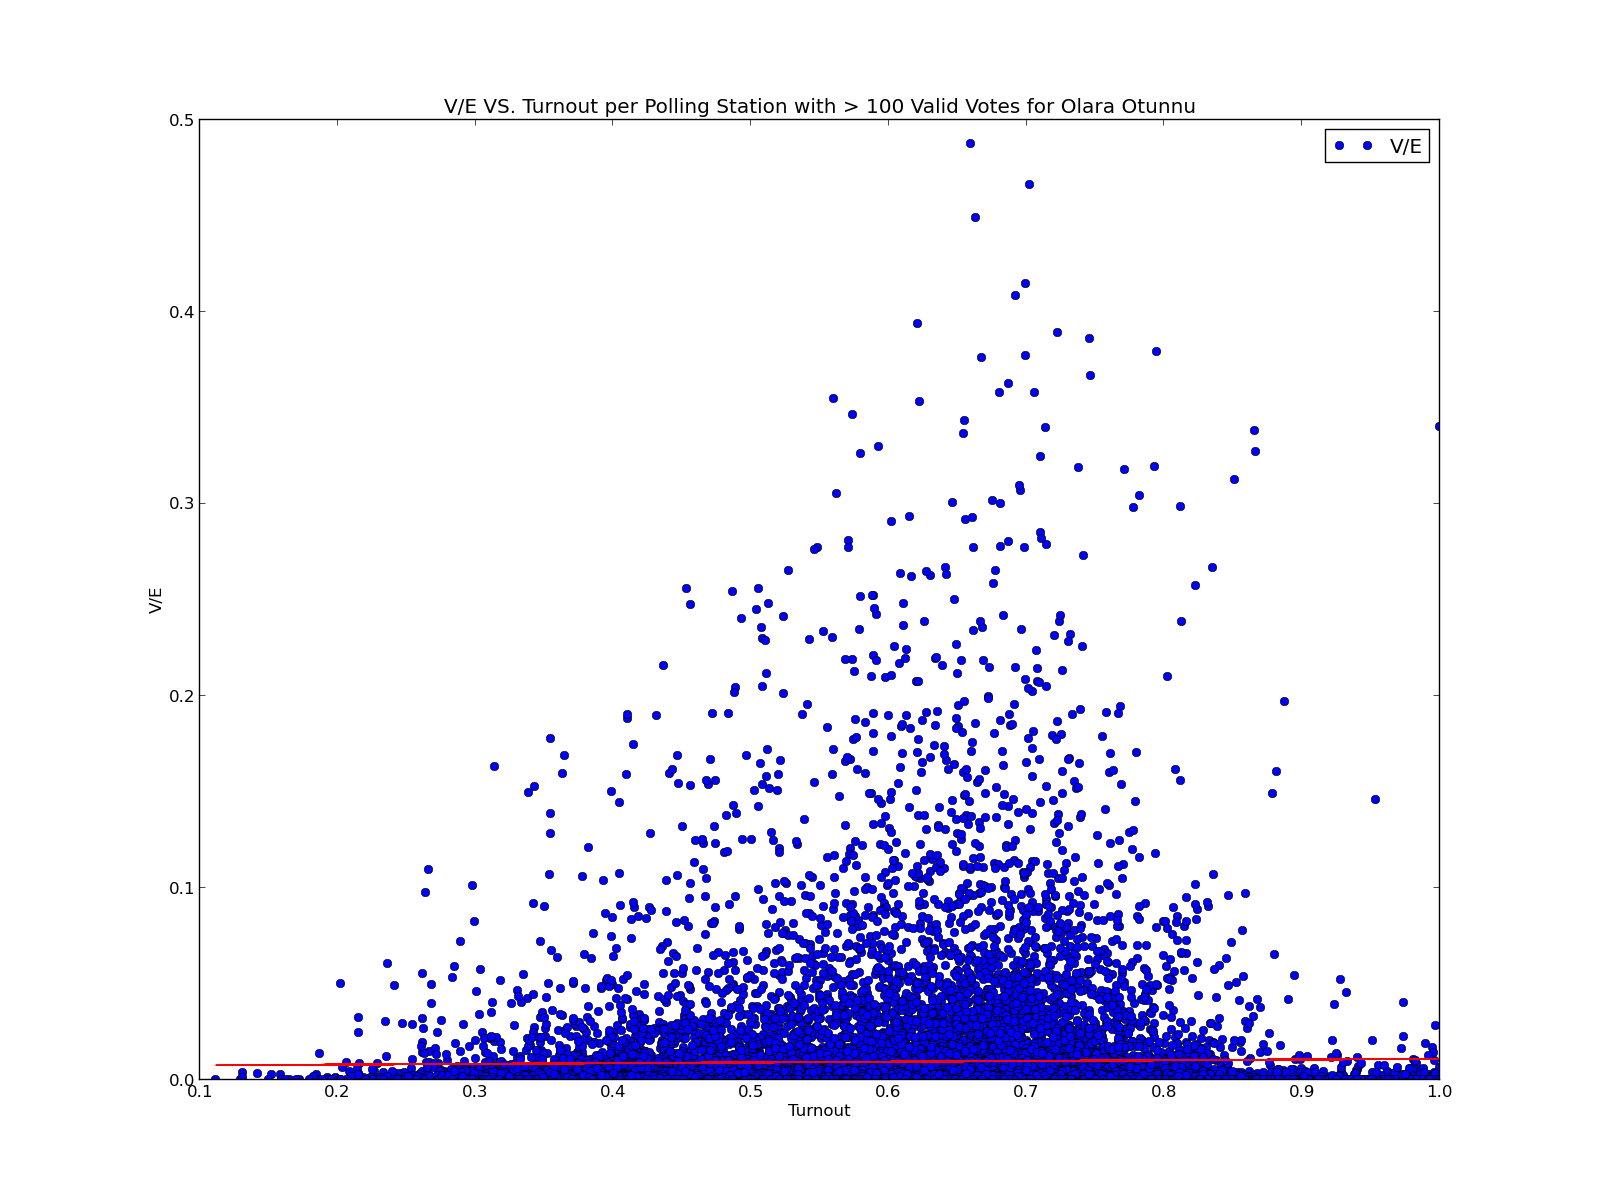 V/E VS. Turnout per Polling Station with > 100 Valid Votes for Olara Otunnu
V/E
0.5
0.4
0.3
0.2
0.1
0.0
V/E
0.1 0.2 0.3 0.4 0.5 0.6 0.7 0.8 0.9 1.0
Turnout